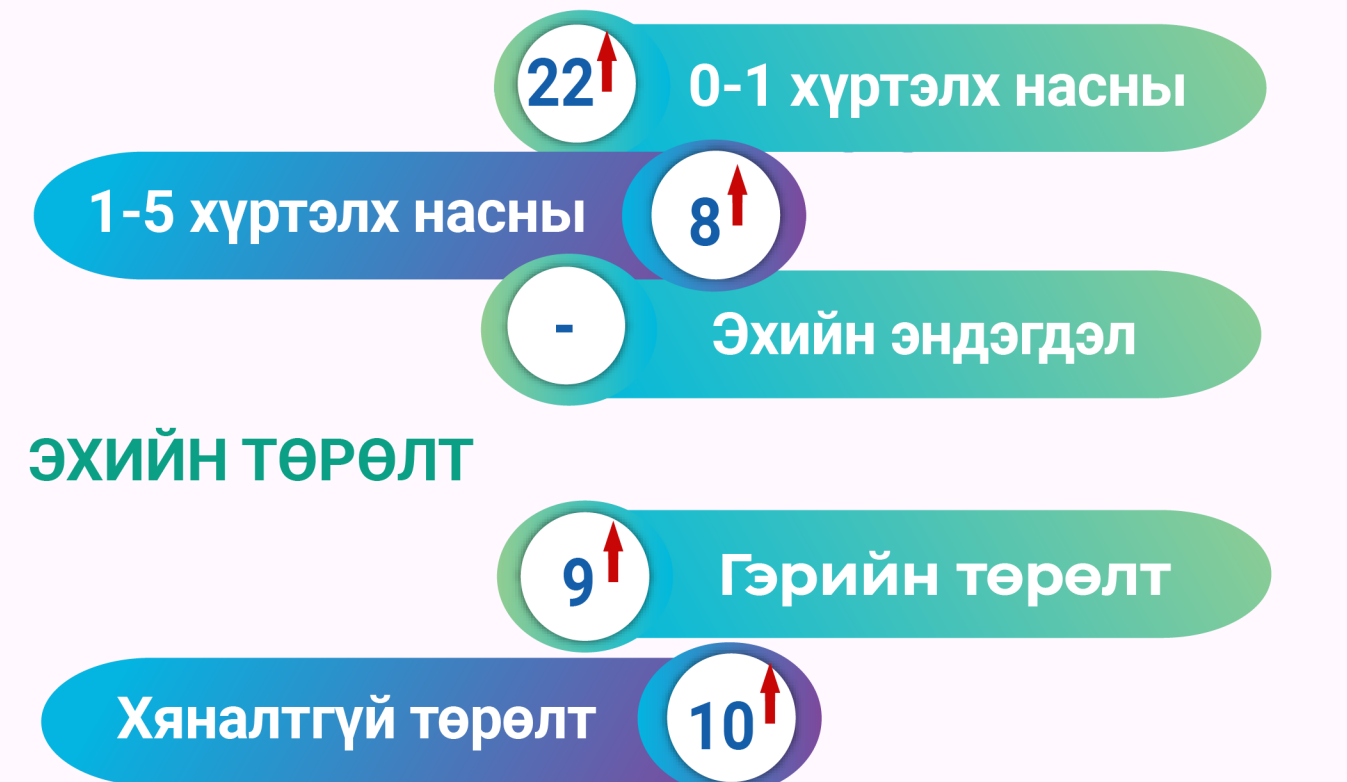 22 0-1 хүртэлх насны
1-5 хүртэлх насны 8
- Эхийн эндэгдэл
ЭХИЙН ТӨРӨЛТ
9 Гэрийн төрөлт
Хяналтгүй төрөлт 10